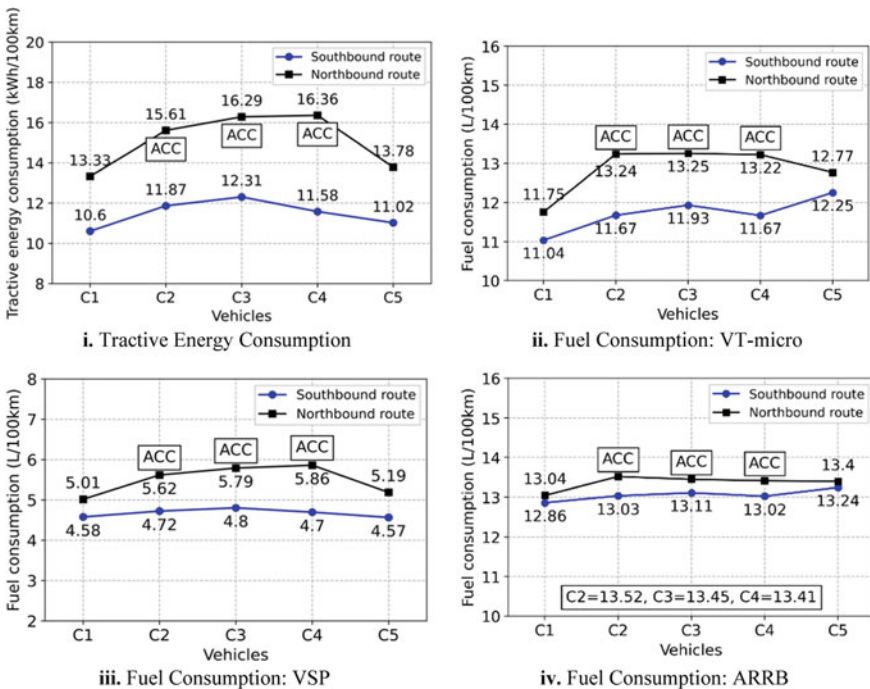 Tractive Energy consumption (kWh/100km)
20
18
16
14
12
10
8
Southbound route
Northbound route
13.33
15.61
16.29
16.36
13.78
ACC
ACC
ACC
10.6
11.87
12.31
11.58
11.02
C1 C2 C3 C4 C5
Vehicles
i. Tractive Energy Consumption
Fuel consumption (L/100km)
16
15
14
13
12
11
10
Southbound route
Northbound route
ACC
ACC
ACC
11.75
13.24
13.25
13.22
12.77
11.04
11.67
11.93
11.67
12.25
C1 C2 C3 C4 C5
Vehicles
ii. Fuel Consumption: VT-micro
Fuel consumption (L/100km)
8
7
6
5
4
3
2
Southbound route
Northbound route
ACC
ACC
ACC
5.01
5.62
5.79
5.86
5.19
4.58
4.72
4.8
4.7
4.57
C1 C2 C3 C4 C5
Vehicles
iii. Fuel Consumption: VSP
Fuel consumption (L/100km)
16
15
14
13
12
11
10
Southbound route
Northbound route
ACC
ACC
ACC
13.04
13.4
12.86
13.03
13.11
13.02
13.24
C2=13.52, C3=13.45, C4=13.41
C1 C2 C3 C4 C5
Vehicles
iv. Fuel Consumption: ARRB